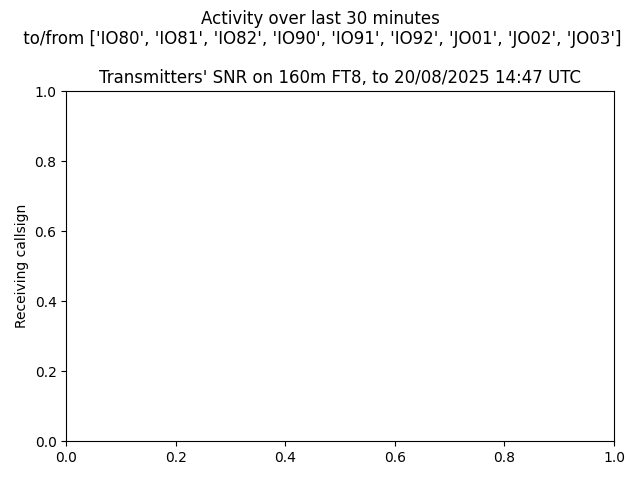 Activity over last 30 minutes
to/from ['IO80', 'IO81', 'IO82', 'IO90', 'IO91', 'IO92', 'JO01', 'JO02', 'JO03']
Transmitters' SNR on 160m FT8, to 20/08/2025 14:47 UTC
1.0
0.8
0.6
0.4
0.2
0.0
Receiving callsign
0.0 0.2 0.4 0.6 0.8 1.0